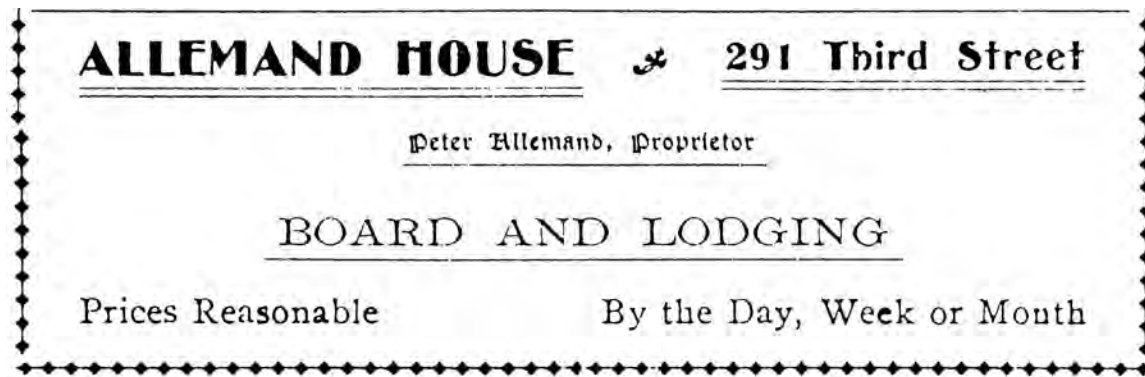 ALLEMAND HOUSE 291 Third Street
Peter Allemand, Proprietor
BOARD AND LODGING
Prices Reasonable By the Day, Week or Month